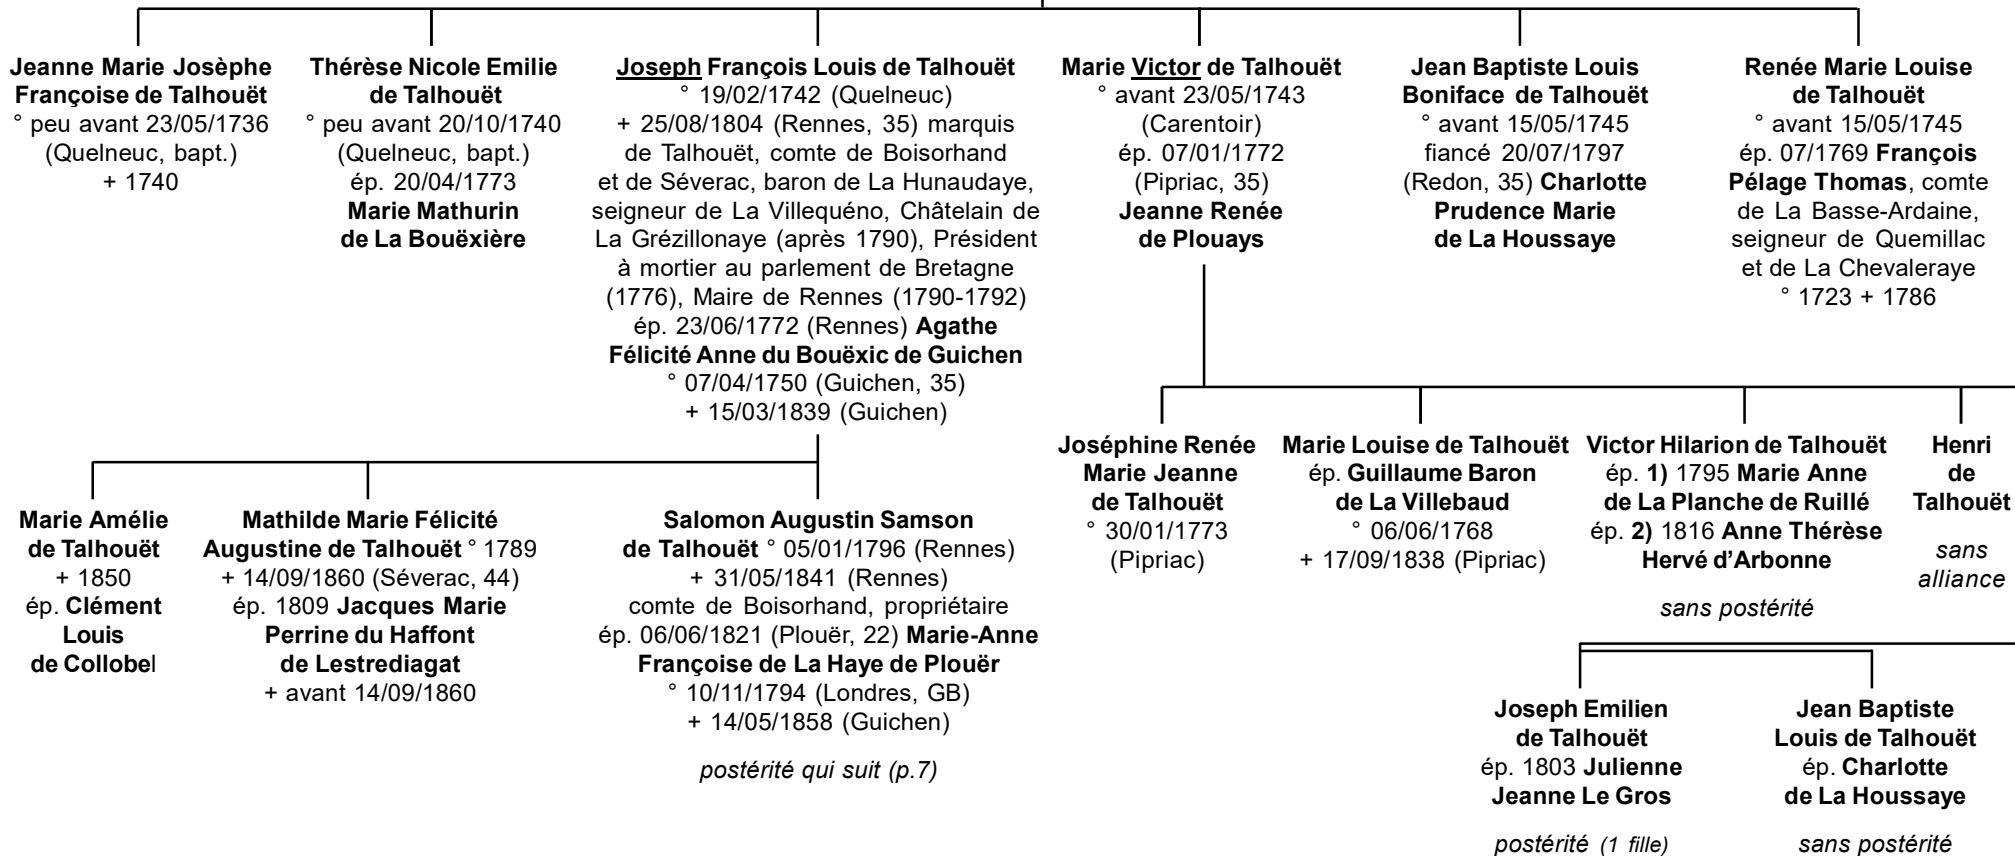 Jeanne Marie Josèphe
Françoise de Talhouët
° peu avant 23/05/1736
(Quelneuc, bapt.)
+ 1740
Thérèse Nicole Emilie
de Talhouët
° peu avant 20/10/1740
(Quelneuc, bapt.)
ép. 20/04/1773
Marie Mathurin
de La Bouëxière
Joseph François Louis de Talhouët
° 19/02/1742 (Quelneuc)
+ 25/08/1804 (Rennes, 35) marquis
de Talhouët, comte de Boisorhand
et de Séverac, baron de La Hunaudaye,
seigneur de La Villequéno, Châtelain de
La Grézillonaye (après 1790), Président
à mortier au parlement de Bretagne
(1776), Maire de Rennes (1790-1792)
ép. 23/06/1772 (Rennes) Agathe
Félicité Anne du Bouëxic de Guichen
° 07/04/1750 (Guichen, 35)
+ 15/03/1839 (Guichen)
Marie Victor de Talhouët
° avant 23/05/1743
(Carentoir)
ép. 07/01/1772
(Pipriac, 35)
Jeanne Renée
de Plouays
Jean Baptiste Louis
Boniface de Talhouët
° avant 15/05/1745
fiancé 20/07/1797
(Redon, 35) Charlotte
Prudence Marie
de La Houssaye
Renée Marie Louise
de Talhouët
° avant 15/05/1745
ép. 07/1769 François
Pélage Thomas, comte
de La Basse-Ardaine,
seigneur de Quemillac
et de La Chevaleraye
° 1723 + 1786
Marie Amélie
de Talhouët
+ 1850
ép. Clément
Louis
de Collobel
Mathilde Marie Félicité
Augustine de Talhouët ° 1789
+ 14/09/1860 (Séverac, 44)
ép. 1809 Jacques Marie
Perrine du Haffont
de Lestrediagat
+ avant 14/09/1860
Salomon Augustin Samson
de Talhouët ° 05/01/1796 (Rennes)
+ 31/05/1841 (Rennes)
comte de Boisorhand, propriétaire
ép. 06/06/1821 (Plouër, 22) Marie-Anne
Françoise de La Haye de Plouër
° 10/11/1794 (Londres, GB)
+ 14/05/1858 (Guichen)
postérité qui suit (p.7)
Joséphine Renée
Marie Jeanne
de Talhouët
° 30/01/1773
(Pipriac)
Marie Louise de Talhouët
ép. Guillaume Baron
de La Villebaud
° 06/06/1768
+ 17/09/1838 (Pipriac)
Victor Hilarion de Talhouët
ép. 1) 1795 Marie Anne
de La Planche de Ruillé
ép. 2) 1816 Anne Thérèse
Hervé d'Arbonne
sans postérité
Henri
de
Talhouët
sans
alliance
Joseph Emilien
de Talhouët
ép. 1803 Julienne
Jeanne Le Gros
postérité (1 fille)
Jean Baptiste
Louis de Talhouët
ép. Charlotte
de La Houssaye
sans postérité